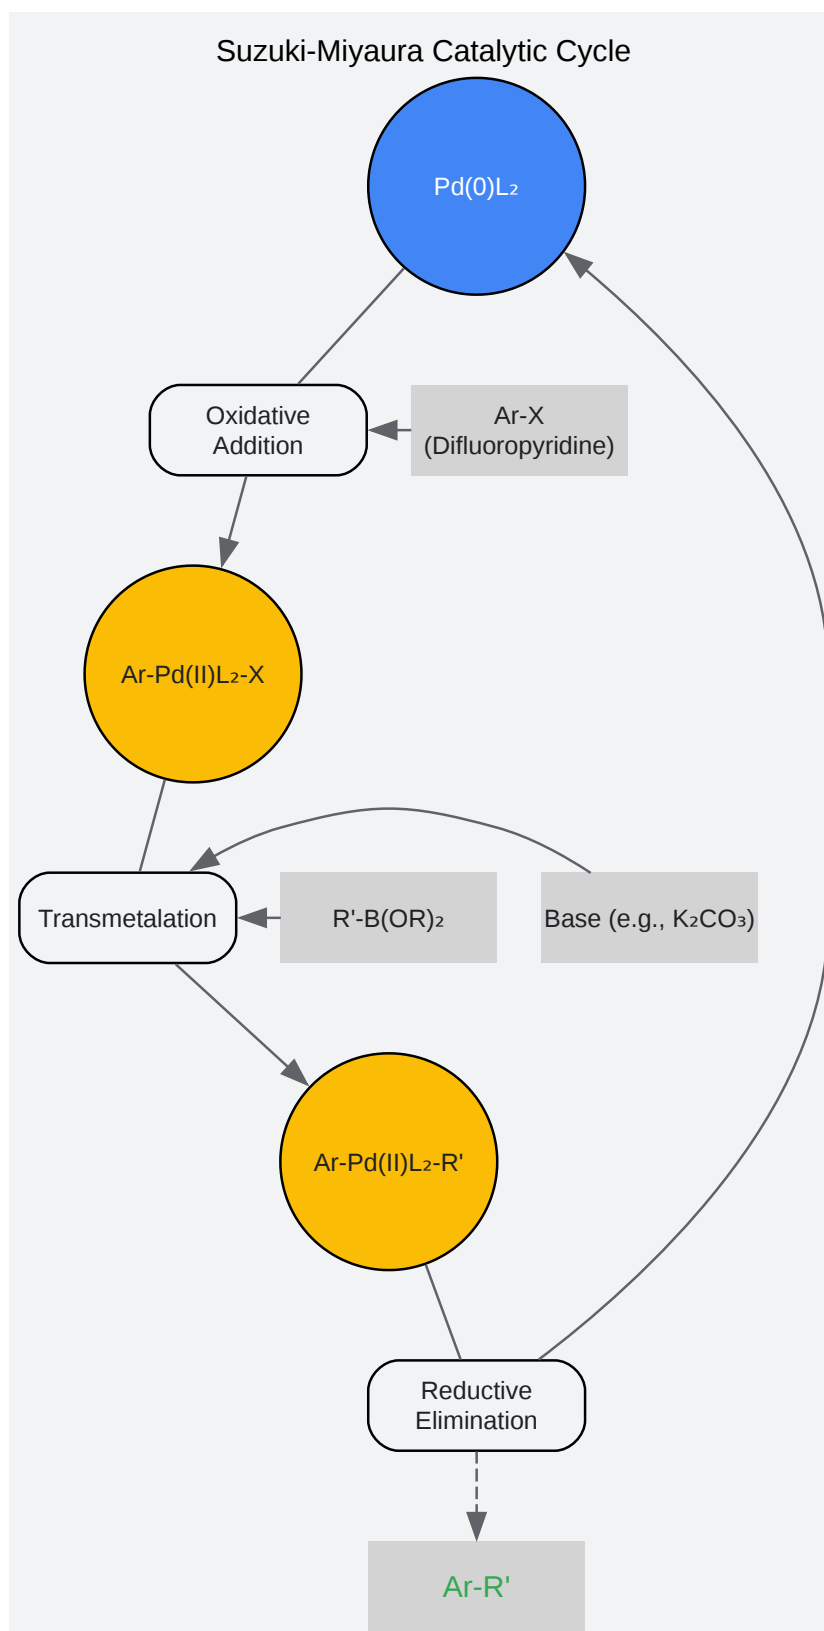 Suzuki-Miyaura Catalytic Cycle
Pd(0)L₂
Oxidative
Addition
Ar-X
(Difluoropyridine)
Ar-Pd(II)L₂-X
Transmetalation
R'-B(OR)₂
Base (e.g., K₂CO₃)
Ar-Pd(II)L₂-R'
Reductive
Elimination
Ar-R'